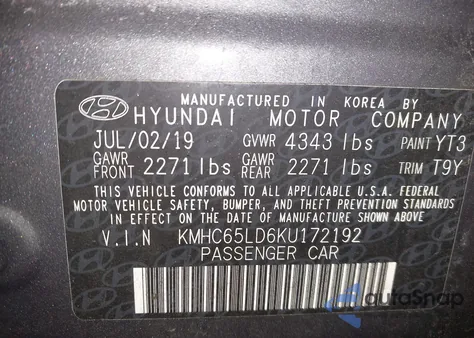 MANUFACTURED IN KOREA BY
HYUNDAI MOTOR COMPANY
JUL/02/19 GVWR 4343 lbs PAINT YT3
GAWR FRONT 2271 lbs GAWR REAR 2271 lbs TRIM T9Y
THIS VEHICLE CONFORMS TO ALL APPLICABLE U.S.A. FEDERAL
MOTOR VEHICLE SAFETY, BUMPER, AND THEFT PREVENTION STANDARDS
IN EFFECT ON THE DATE OF MANUFACTURE SHOWN ABOVE.
V.I.N KMHC65LD6KU172192
PASSENGER CAR
autoSnap